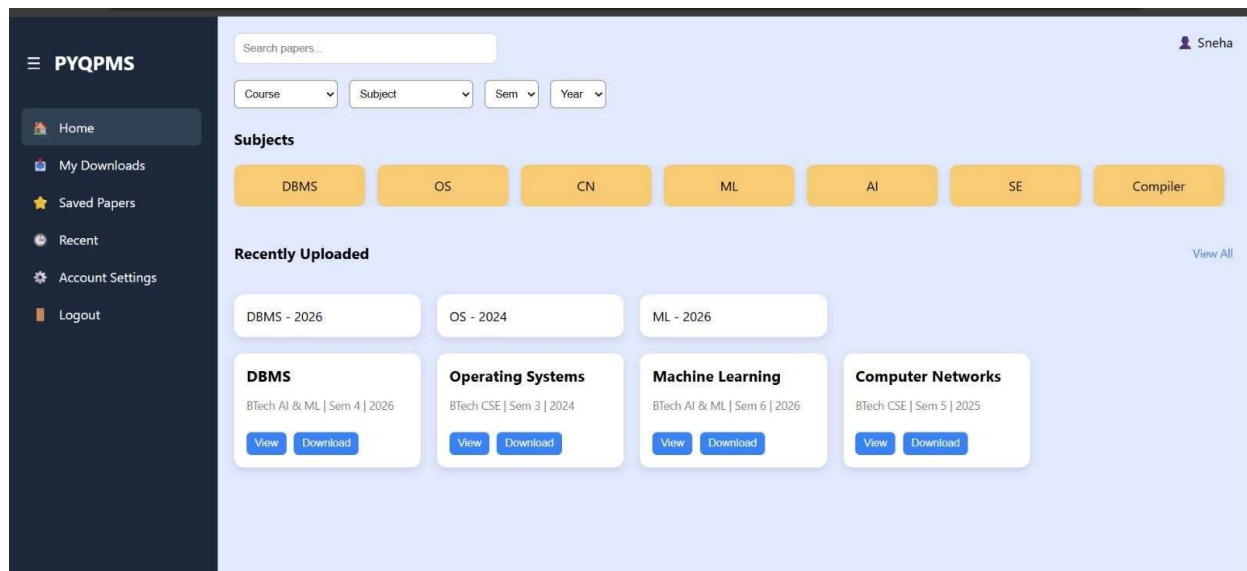 ☰ PYQPMS
Home
My Downloads
Saved Papers
Recent
Account Settings
Logout
Search papers...
Sneha
Course Subject Sem Year
Subjects
DBMS OS CN ML AI SE Compiler
Recently Uploaded View All
DBMS - 2026 OS - 2024 ML - 2026
DBMS
BTech AI & ML | Sem 4 | 2026
View Download
Operating Systems
BTech CSE | Sem 3 | 2024
View Download
Machine Learning
BTech AI & ML | Sem 6 | 2026
View Download
Computer Networks
BTech CSE | Sem 5 | 2025
View Download